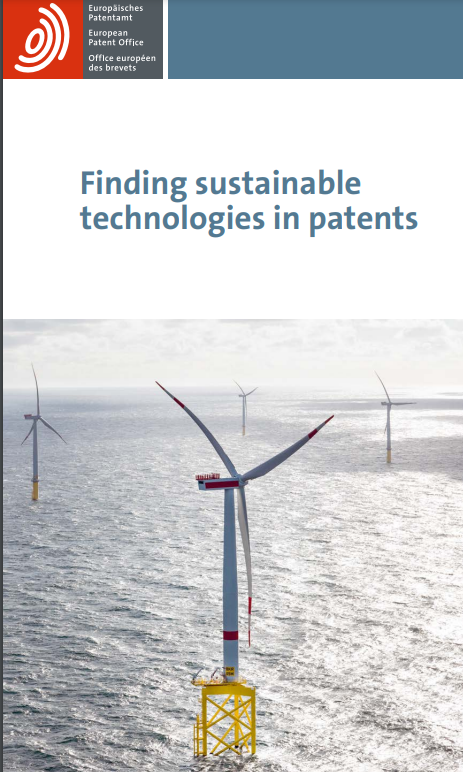 Europäisches
Patentamt
European
Patent Office
Office européen
des brevets
Finding sustainable
technologies in patents